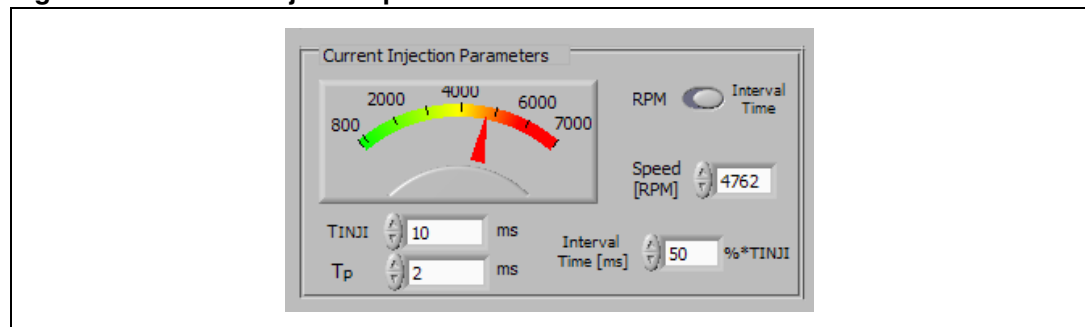 Current Injection Parameters
800
2000
4000
6000
7000
RPM
Interval
Time
Speed
[RPM]
4762
TINJI
10
ms
Tp
2
ms
Interval
Time [ms]
50
%*TINJI